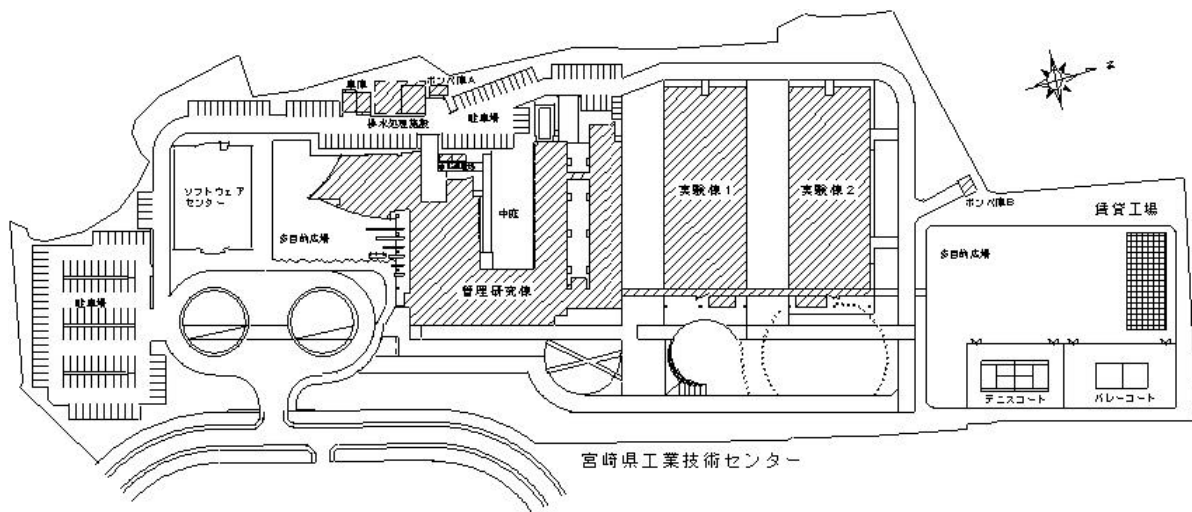 車庫
ボンベ庫A
排水処理施設
駐車場
ソフトウェア
センター
中庭
実験棟1
実験棟2
ボンベ庫B
賃貸工場
多目的広場
多目的広場
管理研究棟
駐車場
テニスコート
バレーコート
宮崎県工業技術センター